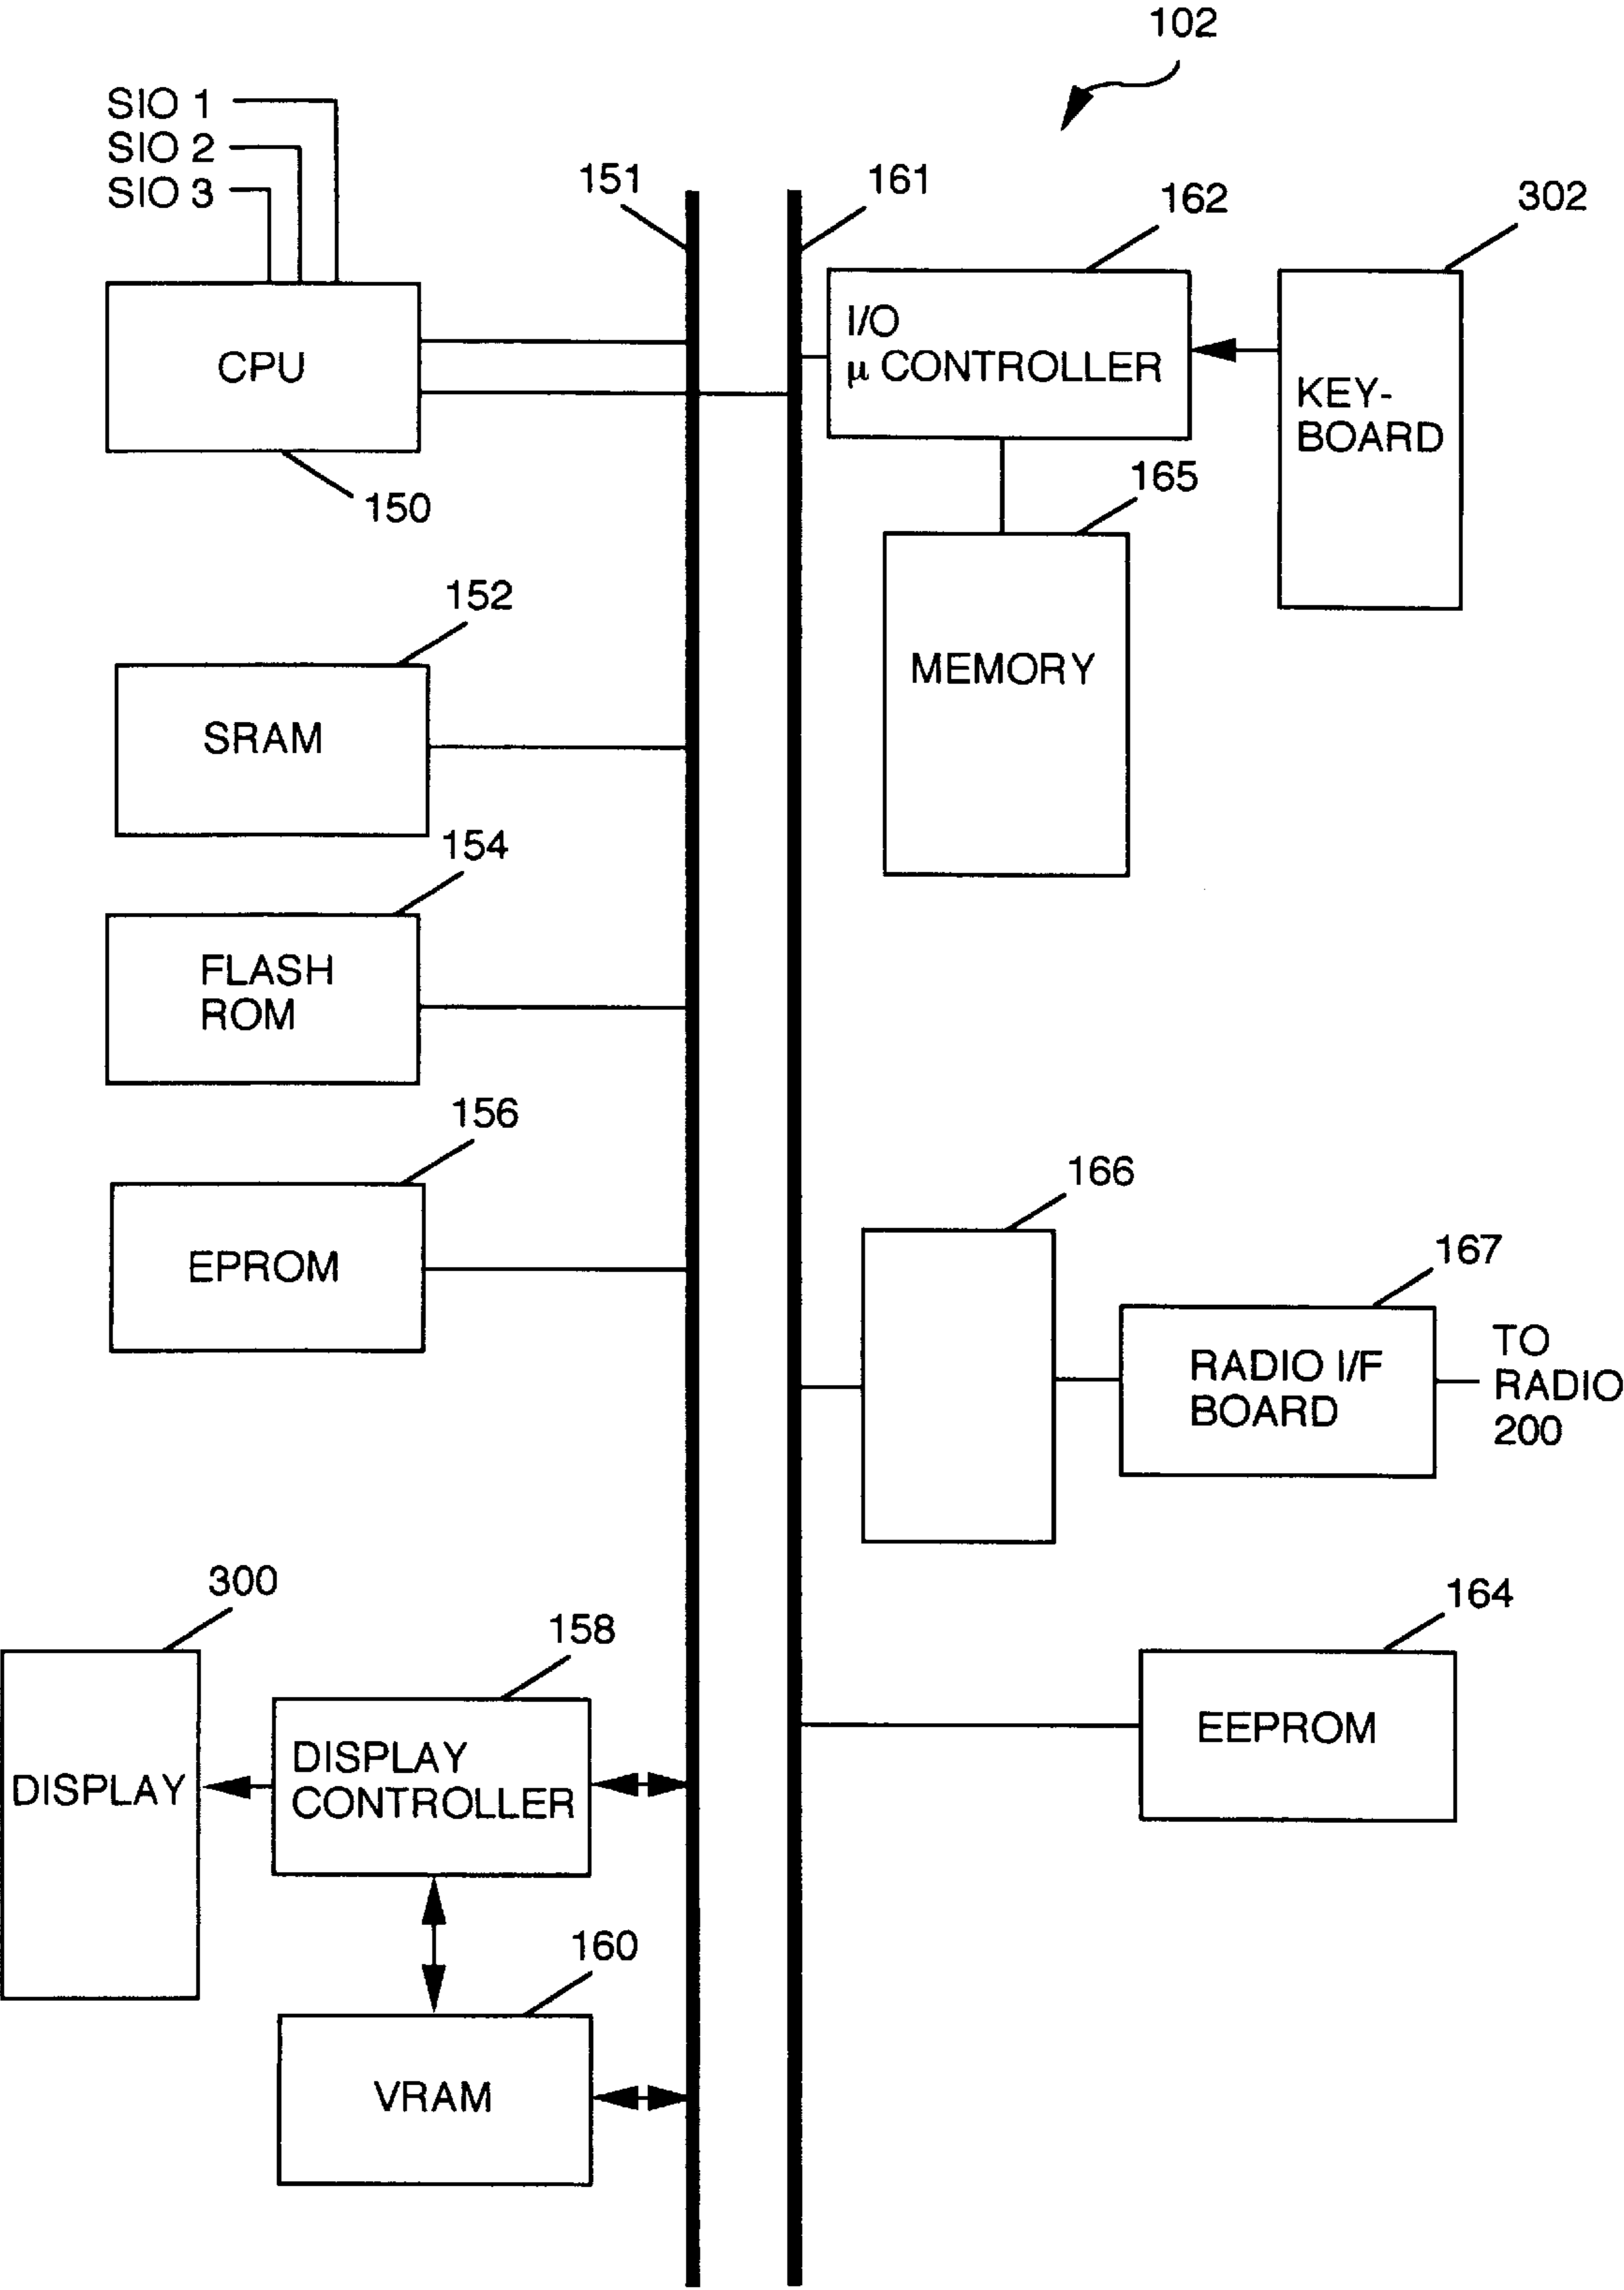 102
SIO 1
SIO 2
SIO 3
151
161
162
302
CPU
I/O
μ CONTROLLER
KEY-
BOARD
150
165
152
MEMORY
SRAM
154
FLASH
ROM
156
166
EPROM
167
RADIO I/F
BOARD
TO
RADIO
200
300
158
164
DISPLAY
DISPLAY
CONTROLLER
EEPROM
160
VRAM